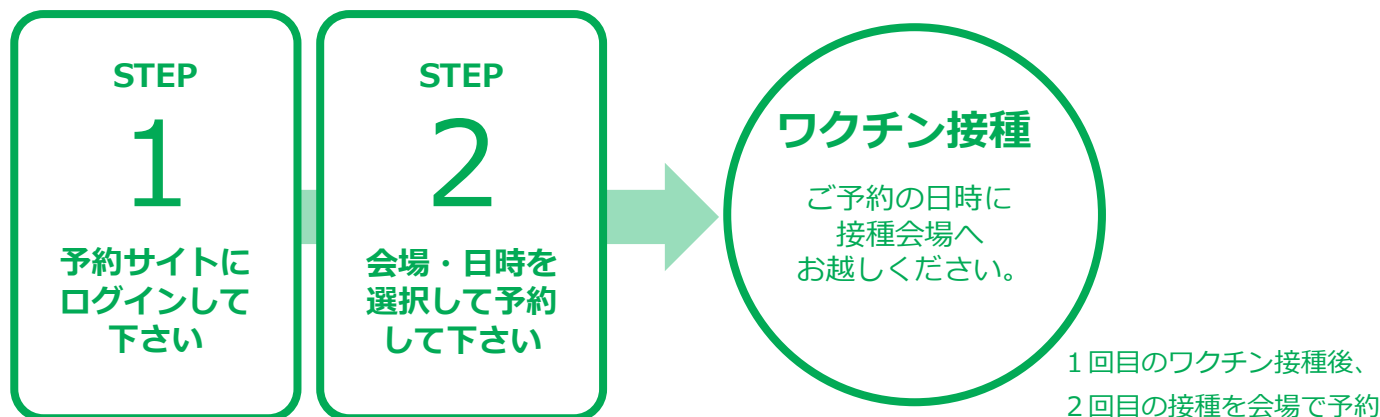 STEP
1
予約サイトに
ログインして
下さい
STEP
2
会場・日時を
選択して予約
して下さい
ワクチン接種
ご予約の日時に
接種会場へ
お越しください。
１回目のワクチン接種後、
２回目の接種を会場で予約